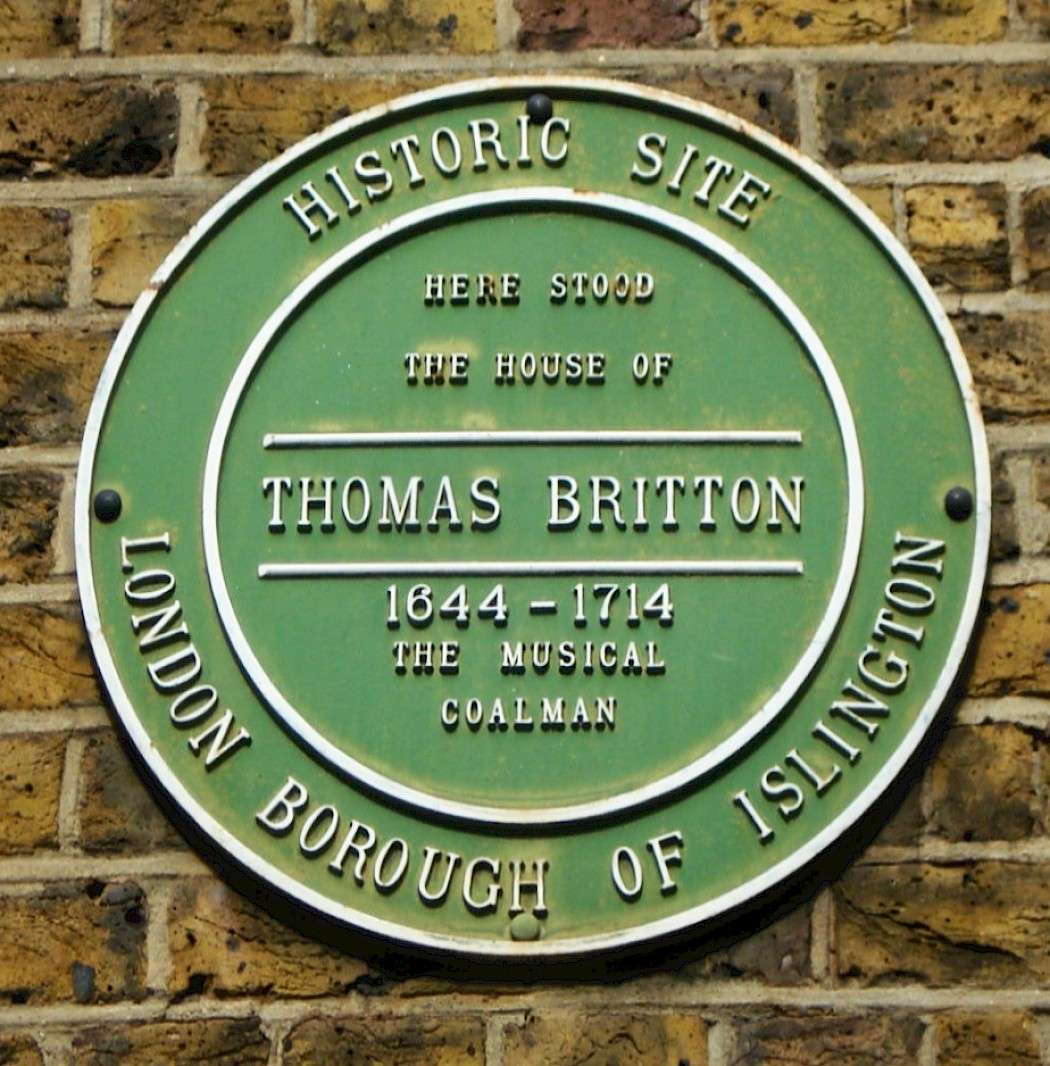 HISTORIC SITE
HERE STOOD
THE HOUSE OF
THOMAS BRITTON
1644 – 1714
THE MUSICAL
COALMAN
LONDON BOROUGH OF ISLINGTON